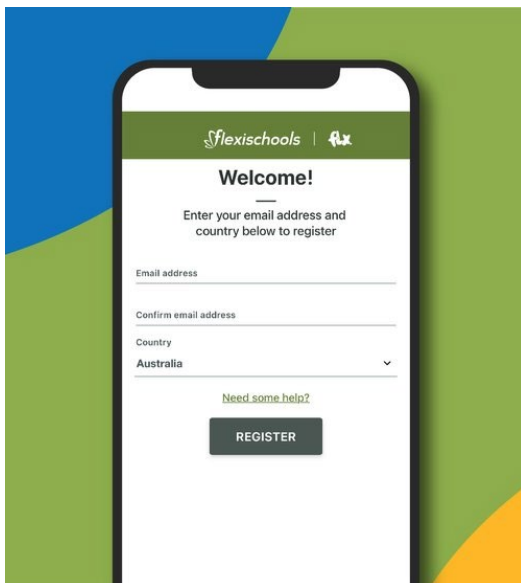 flexischools | flx
Welcome!
Enter your email address and
country below to register
Email address
Confirm email address
Country
Australia
Need some help?
REGISTER